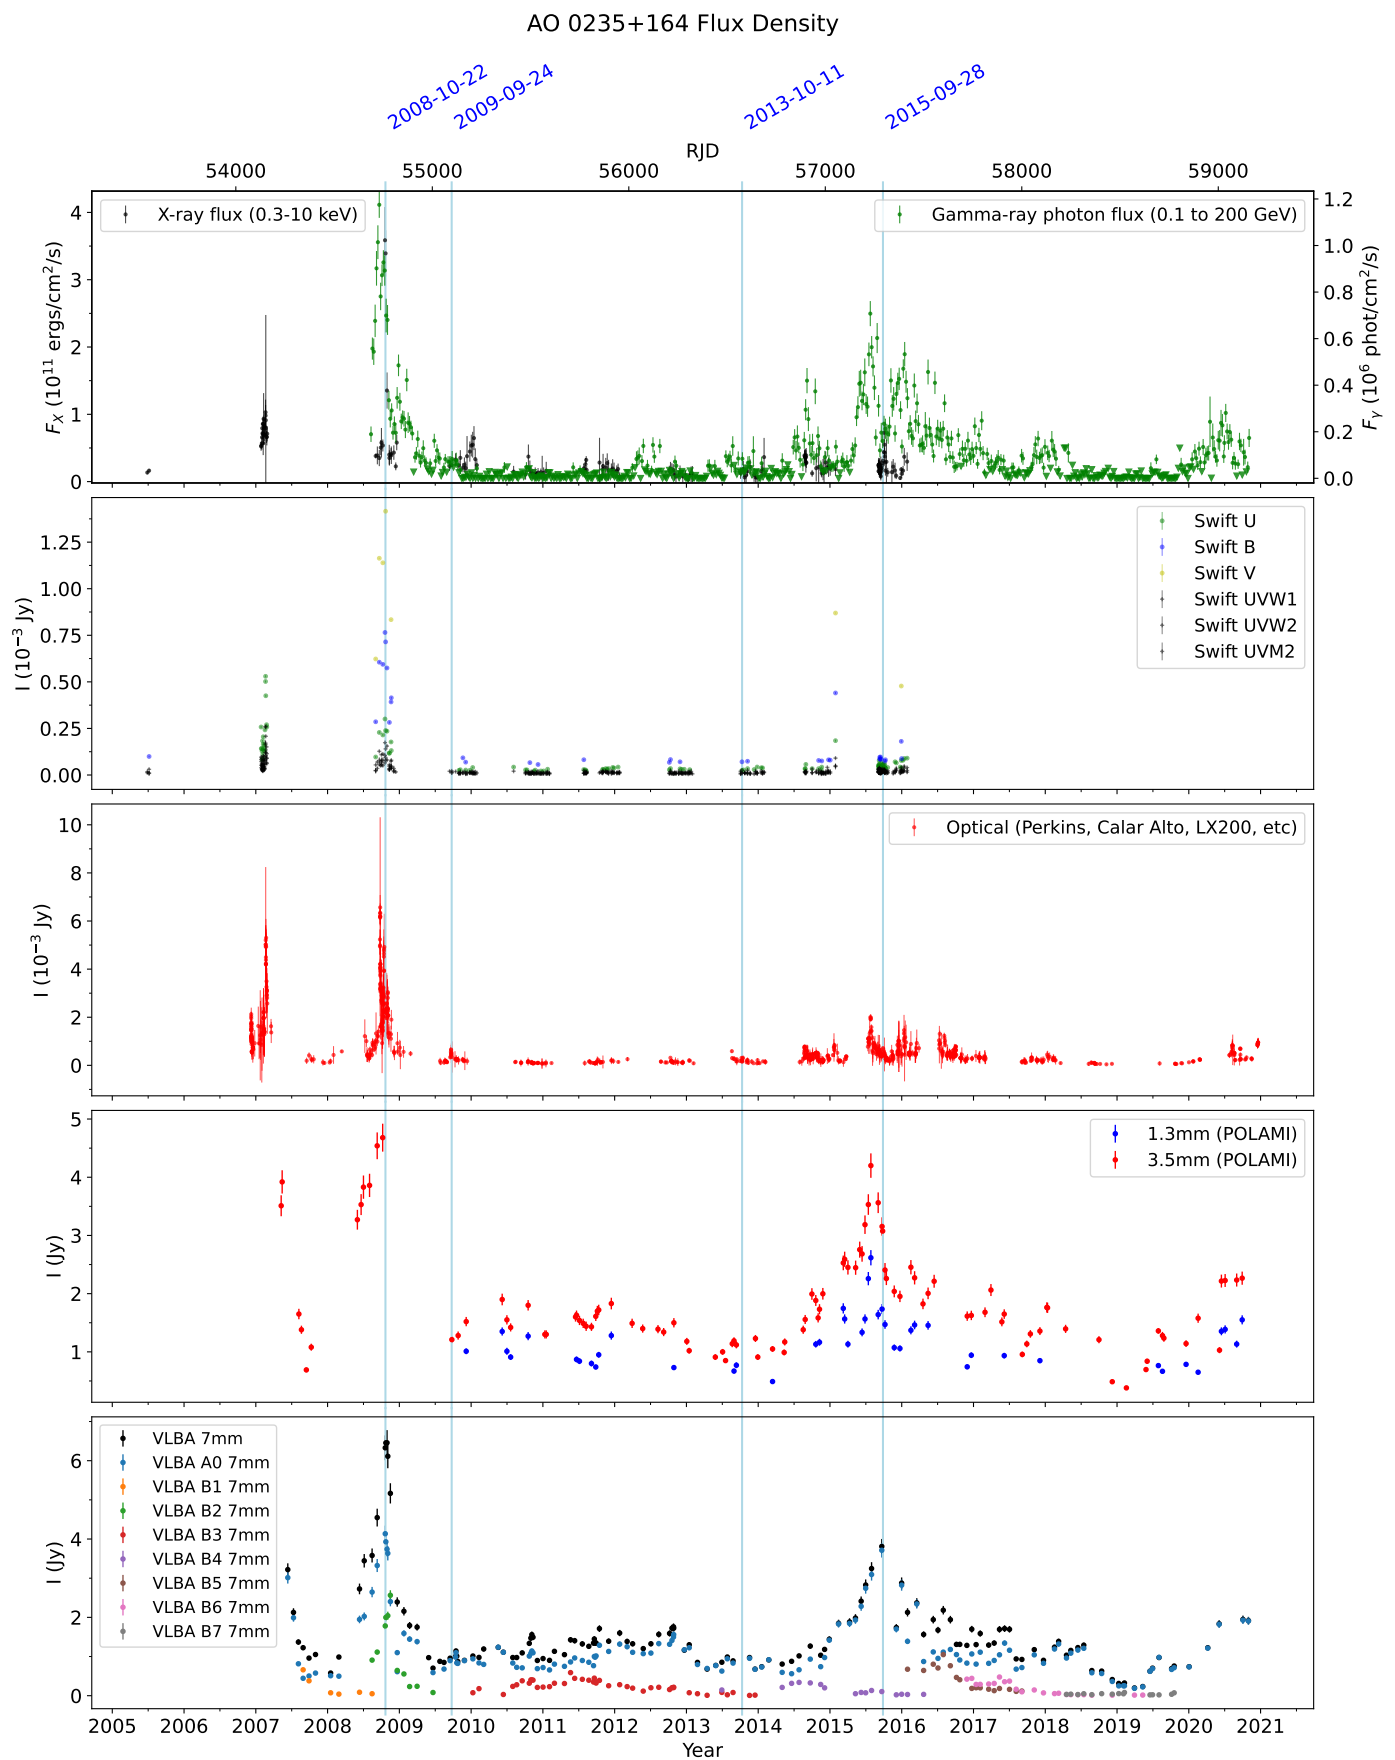 AO 0235+164 Flux Density
2008-10-22
2009-09-24
2013-10-11
2015-09-28
RJD
54000 55000 56000 57000 58000 59000
X-ray flux (0.3-10 keV)
Gamma-ray photon flux (0.1 to 200 GeV)
F_X (10^11 ergs/cm^2/s)
4
3
2
1
0
F_γ (10^6 phot/cm^2/s)
1.2
1.0
0.8
0.6
0.4
0.2
0.0
I (10^−3 Jy)
1.25
1.00
0.75
0.50
0.25
0.00
Swift U
Swift B
Swift V
Swift UVW1
Swift UVW2
Swift UVM2
I (10^−3 Jy)
10
8
6
4
2
0
Optical (Perkins, Calar Alto, LX200, etc)
I (Jy)
5
4
3
2
1
1.3mm (POLAMI)
3.5mm (POLAMI)
I (Jy)
6
4
2
0
VLBA 7mm
VLBA A0 7mm
VLBA B1 7mm
VLBA B2 7mm
VLBA B3 7mm
VLBA B4 7mm
VLBA B5 7mm
VLBA B6 7mm
VLBA B7 7mm
2005 2006 2007 2008 2009 2010 2011 2012 2013 2014 2015 2016 2017 2018 2019 2020 2021
Year